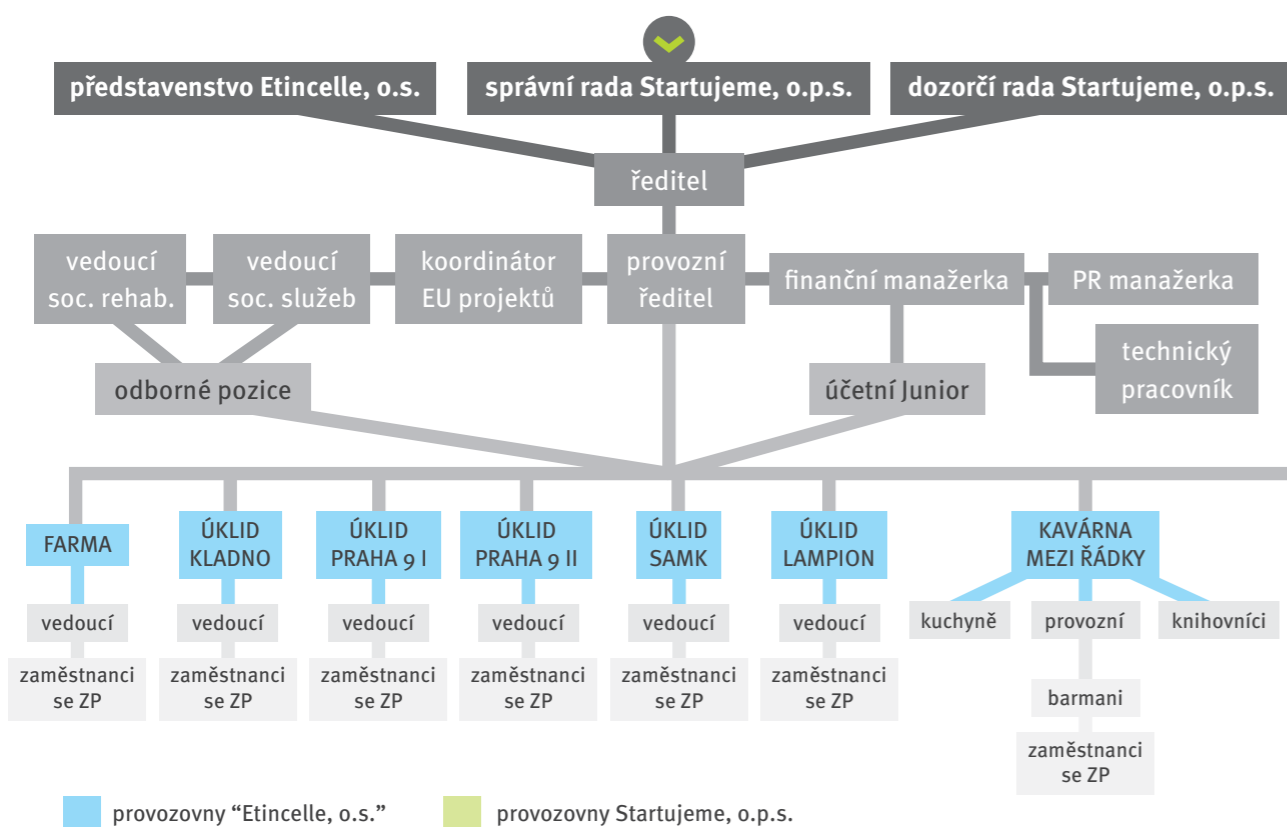 představenstvo Etincelle, o.s.
správní rada Startujeme, o.p.s.
dozorčí rada Startujeme, o.p.s.
ředitel
vedoucí
soc. rehab.
vedoucí
soc. služeb
koordinátor
EU projektů
provozní
ředitel
finanční manažerka
PR manažerka
technický
pracovník
odborné pozice
účetní Junior
FARMA
ÚKLID
KLADNO
ÚKLID
PRAHA 9 I
ÚKLID
PRAHA 9 II
ÚKLID
SAMK
ÚKLID
LAMPION
KAVÁRNA
MEZI ŘÁDKY
vedoucí
vedoucí
vedoucí
vedoucí
vedoucí
vedoucí
kuchyně
provozní
knihovníci
zaměstnanci
se ZP
zaměstnanci
se ZP
zaměstnanci
se ZP
zaměstnanci
se ZP
zaměstnanci
se ZP
zaměstnanci
se ZP
barmani
zaměstnanci
se ZP
provozovny “Etincelle, o.s.”
provozovny Startujeme, o.p.s.